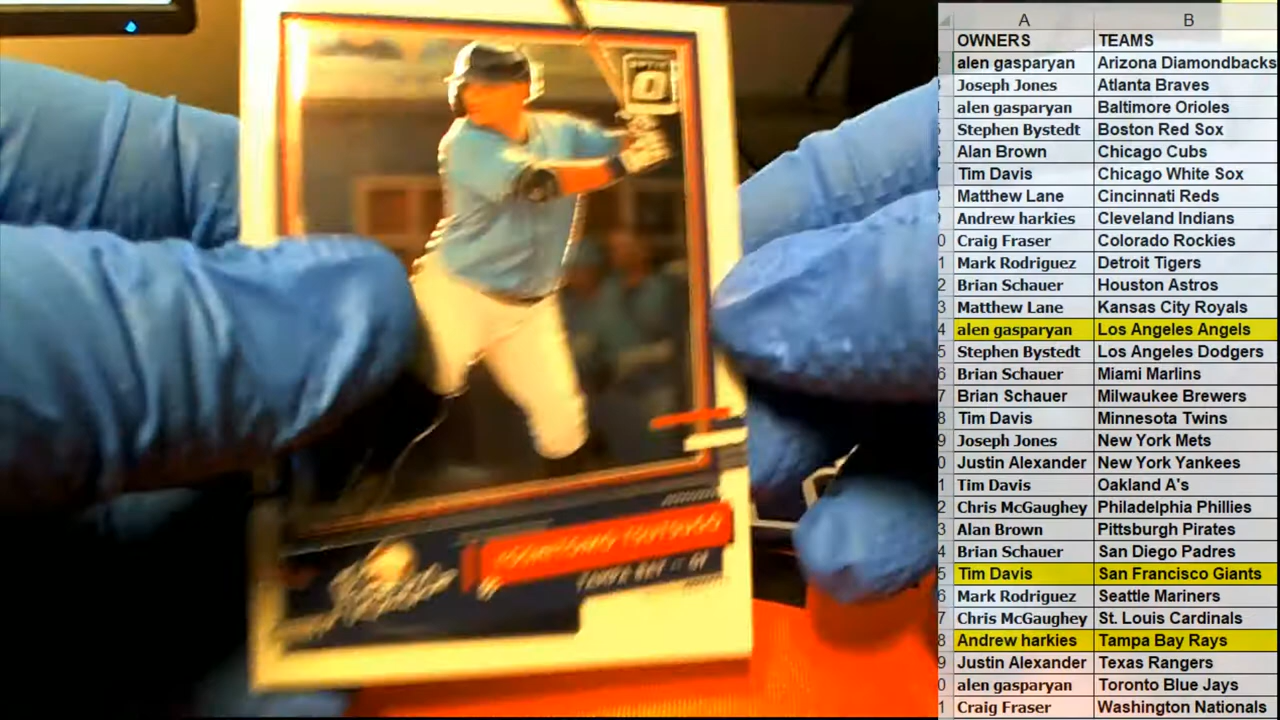 A B
OWNERS TEAMS
alen gasparyan Arizona Diamondbacks
Joseph Jones Atlanta Braves
alen gasparyan Baltimore Orioles
Stephen Bystedt Boston Red Sox
Alan Brown Chicago Cubs
Tim Davis Chicago White Sox
Matthew Lane Cincinnati Reds
Andrew harkies Cleveland Indians
Craig Fraser Colorado Rockies
Mark Rodriguez Detroit Tigers
Brian Schauer Houston Astros
Matthew Lane Kansas City Royals
alen gasparyan Los Angeles Angels
Stephen Bystedt Los Angeles Dodgers
Brian Schauer Miami Marlins
Brian Schauer Milwaukee Brewers
Tim Davis Minnesota Twins
Joseph Jones New York Mets
Justin Alexander New York Yankees
Tim Davis Oakland A's
Chris McGaughey Philadelphia Phillies
Alan Brown Pittsburgh Pirates
Brian Schauer San Diego Padres
Tim Davis San Francisco Giants
Mark Rodriguez Seattle Mariners
Chris McGaughey St. Louis Cardinals
Andrew harkies Tampa Bay Rays
Justin Alexander Texas Rangers
alen gasparyan Toronto Blue Jays
Craig Fraser Washington Nationals
TAMPA BAY